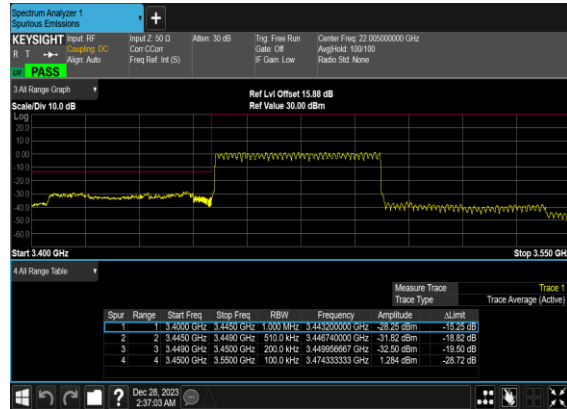 Spectrum Analyzer 1
Spurious Emissions
+
KEYSIGHT Input: RF Input Z: 50 Ω Atten: 30 dB Trig: Free Run Center Freq: 22.005000000 GHz
R T Coupling: DC Corr CCorr Gate: Off Avg|Hold: 100/100
Align: Auto Freq Ref: Int (S) IF Gain: Low Radio Std: None
PASS
3 All Range Graph
Ref Lvl Offset 15.88 dB
Scale/Div 10.0 dB Ref Value 30.00 dBm
Log
20.0
10.0
0.00
-10.0
-20.0
-30.0
-40.0
-50.0
-60.0
Start 3.400 GHz Stop 3.550 GHz
4 All Range Table
Measure Trace Trace 1
Trace Type Trace Average (Active)
Spur Range Start Freq Stop Freq RBW Frequency Amplitude ΔLimit
1 1 3.4000 GHz 3.4450 GHz 1.000 MHz 3.443200000 GHz -28.25 dBm -15.25 dB
2 2 3.4450 GHz 3.4490 GHz 510.0 kHz 3.446740000 GHz -31.82 dBm -18.82 dB
3 3 3.4490 GHz 3.4500 GHz 200.0 kHz 3.449956667 GHz -32.50 dBm -19.50 dB
4 4 3.4500 GHz 3.5500 GHz 100.0 kHz 3.474333333 GHz 1.284 dBm -28.72 dB
? Dec 28, 2023
2:37:03 AM